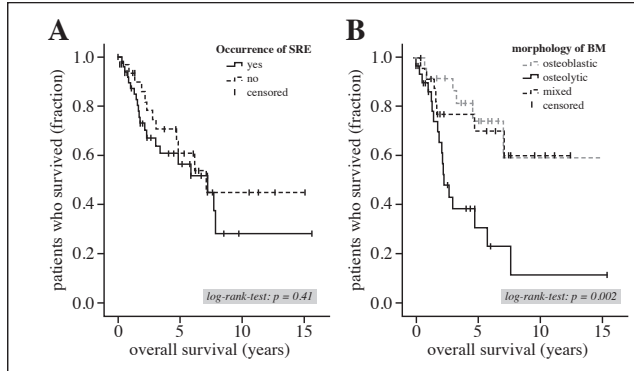 A
Occurrence of SRE
yes
no
censored
patients who survived (fraction)
1.0
0.8
0.6
0.4
0.2
0.0
log-rank-test: p = 0.41
0 5 10 15
overall survival (years)
B
morphology of BM
osteoblastic
osteolytic
mixed
censored
patients who survived (fraction)
1.0
0.8
0.6
0.4
0.2
0.0
log-rank-test: p = 0.002
0 5 10 15
overall survival (years)